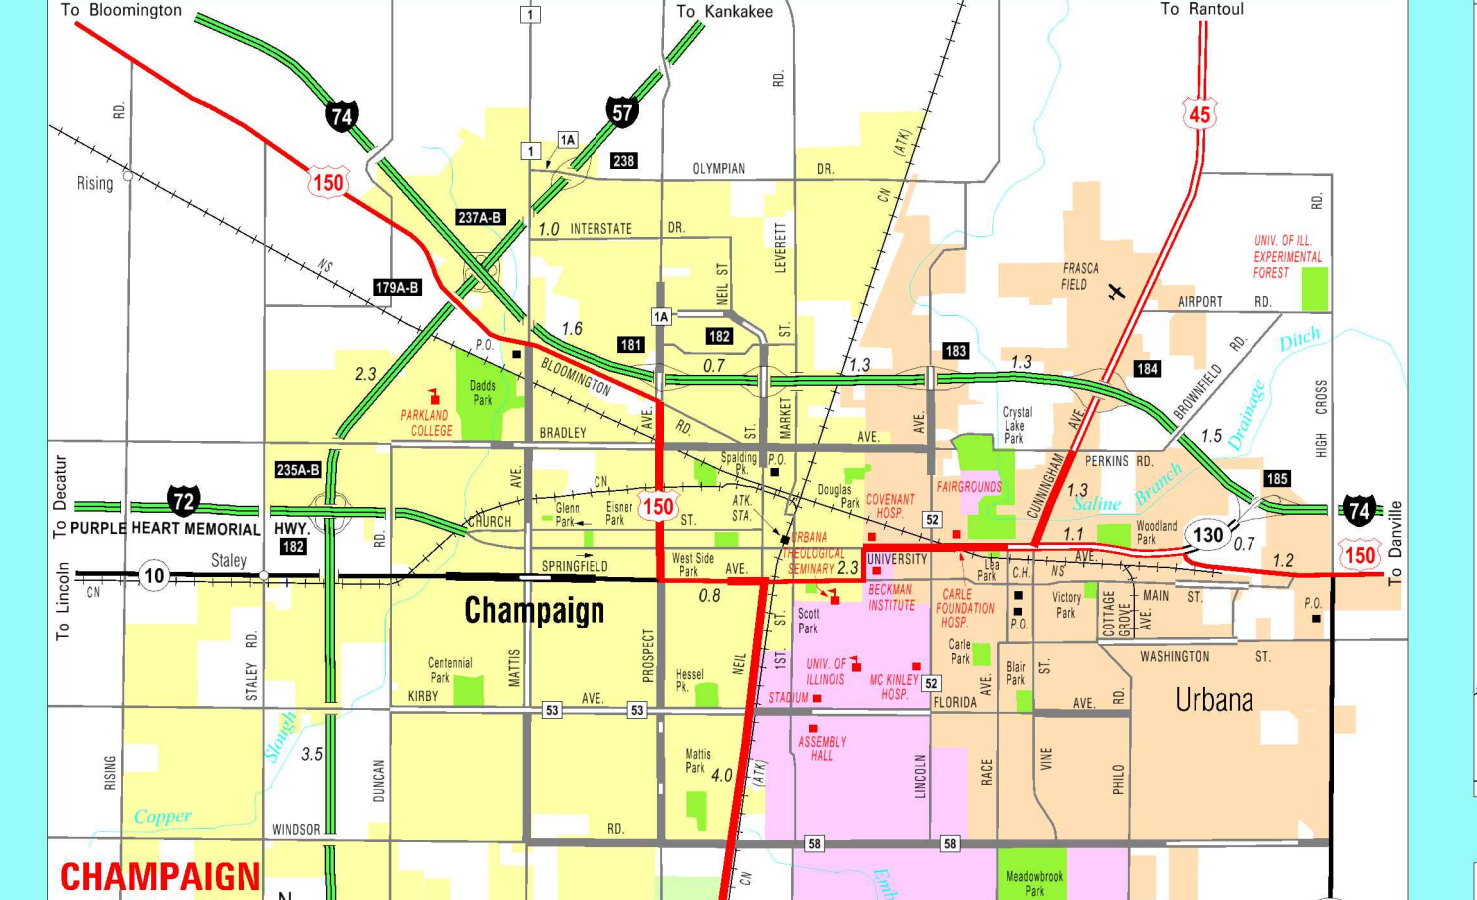 To Bloomington
To Kankakee
To Rantoul
1
74
57
45
RD.
RD.
(ATK)
1A
1
238
OLYMPIAN DR.
Rising
150
CN
RD.
237A-B
1.0 INTERSTATE DR.
LEVERETT
NS
NEIL ST
FRASCA
FIELD
UNIV. OF ILL.
EXPERIMENTAL
FOREST
179A-B
AIRPORT RD.
1A
1.6
181
182
ST.
P.O.
183
184
Ditch
BLOOMINGTON
0.7
1.3
1.3
BROWNFIELD RD.
2.3
Dadds
Park
PARKLAND
COLLEGE
AVE.
RD.
ST.
MARKET
AVE.
Crystal
Lake
Park
AVE.
Drainage
HIGH CROSS
BRADLEY
AVE.
1.5
235A-B
AVE.
Spalding
Pk.
P.O.
PERKINS RD.
185
CN
Douglas
Park
COVENANT
HOSP.
FAIRGROUNDS
CUNNINGHAM
1.3
Saline Branch
To Decatur
72
PURPLE HEART MEMORIAL HWY.
182
RD.
CHURCH
Glenn
Park
Eisner
Park
150
ST.
ATK.
STA.
52
74
To Danville
Woodland
Park
130
0.7
URBANA
THEOLOGICAL
SEMINARY
2.3
UNIVERSITY
AVE.
1.1
1.2
150
Staley
10
CN
To Lincoln
SPRINGFIELD
AVE.
West Side
Park
0.8
Lea
Park
C.H.
NS
BECKMAN
INSTITUTE
CARLE
FOUNDATION
HOSP.
P.O.
Victory
Park
COTTAGE
GROVE
AVE.
MAIN ST.
P.O.
Champaign
Scott
Park
ST.
1ST.
STALEY RD.
MATTIS
PROSPECT
NEIL
Centennial
Park
Hessel
Pk.
UNIV. OF
ILLINOIS
MC KINLEY
HOSP.
Carle
Park
Blair
Park
ST.
WASHINGTON ST.
KIRBY
AVE.
STADIUM
52
FLORIDA
AVE.
AVE.
RD.
Urbana
53
53
ASSEMBLY
HALL
Slough
3.5
RISING
DUNCAN
Mattis
Park
4.0
(ATK)
LINCOLN
RACE
VINE
PHILO
Copper
WINDSOR
RD.
58
58
CHAMPAIGN
CN
Emb
Meadowbrook
Park
N